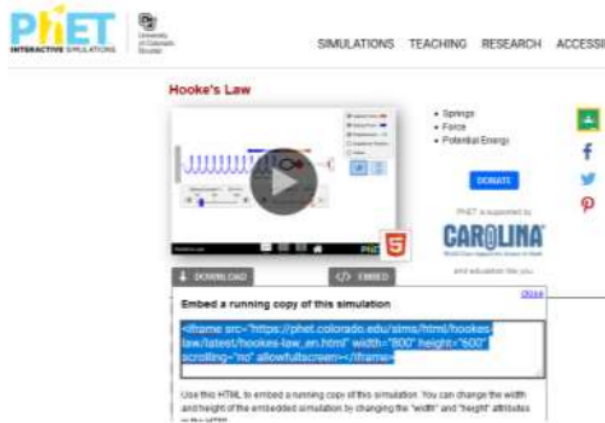 PhET
INTERACTIVE SIMULATIONS
University
of Colorado
Boulder
SIMULATIONS TEACHING RESEARCH ACCESSI
Hooke's Law
• Springs
• Force
• Potential Energy
DONATE
PhET is supported by
CAROLINA
and educators like you.
DOWNLOAD
</> EMBED
close
Embed a running copy of this simulation
<iframe src="https://phet.colorado.edu/sims/html/hookes-
law/latest/hookes-law_en.html" width="800" height="600"
scrolling="no" allowfullscreen></iframe>
Use this HTML to embed a running copy of this simulation. You can change the width
and height of the embedded simulation by changing the "width" and "height" attributes
in the HTML.